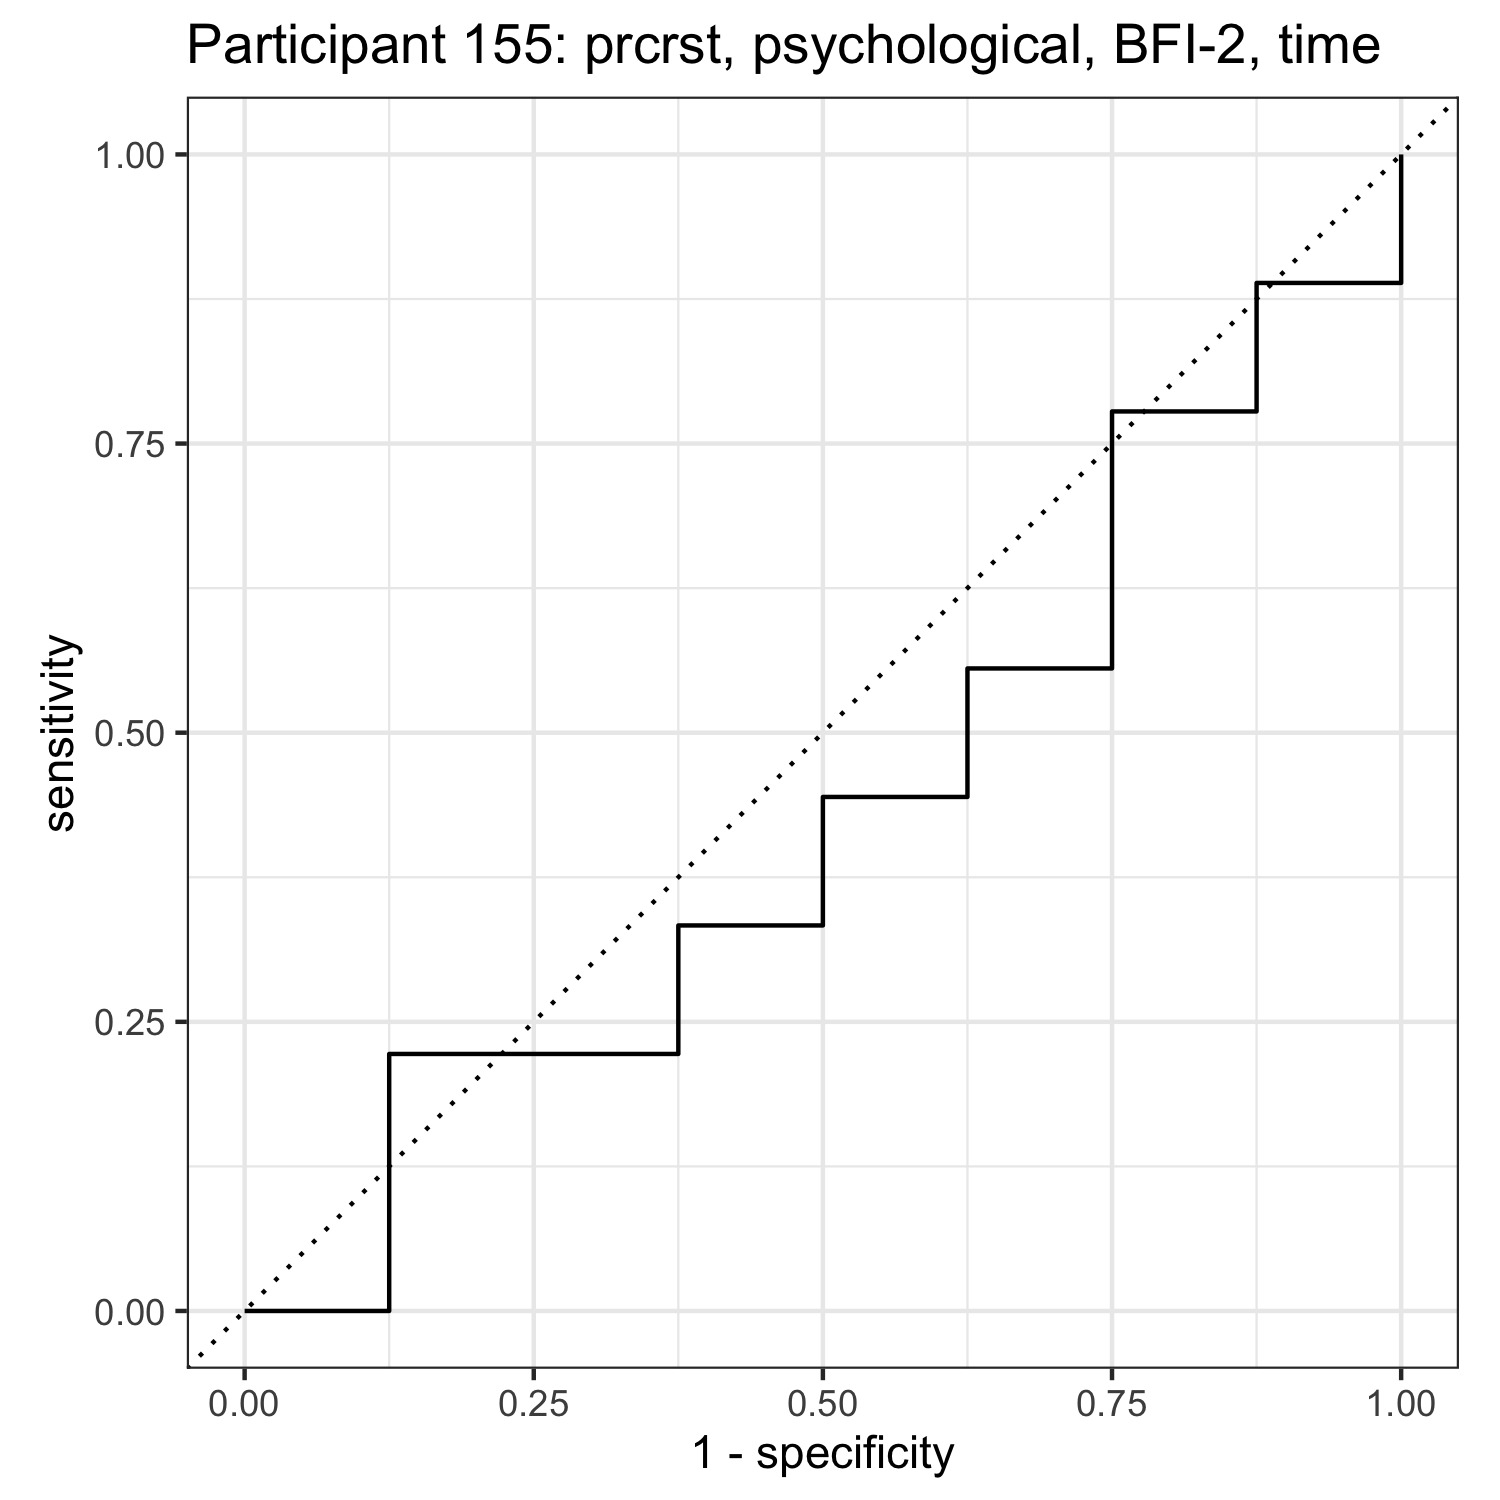 Participant 155: prcrst, psychological, BFI-2, time
1.00
0.75
0.50
0.25
0.00
sensitivity
0.00 0.25 0.50 0.75 1.00
1 - specificity